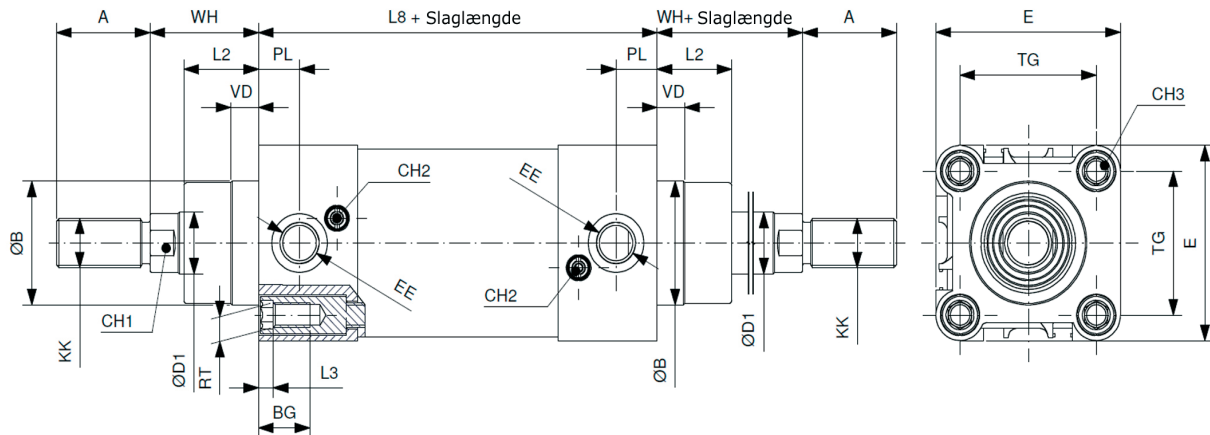 A WH L8 + Slaglængde WH+ Slaglængde A E
L2 PL PL L2 TG
VD VD CH3
CH2 EE
ØB TG E
EE CH2
CH1
KK ØD1 RT L3 ØB ØD1 KK
BG